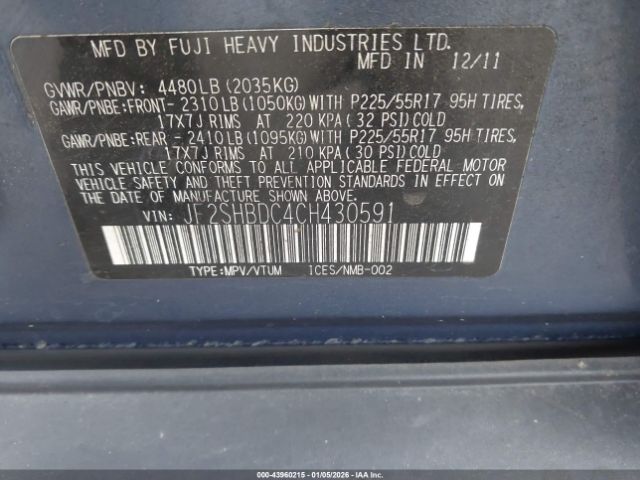 MFD BY FUJI HEAVY INDUSTRIES LTD.
MFD IN 12/11
GVWR/PNBV: 4480LB (2035KG)
GAWR/PNBE:FRONT- 2310LB (1050KG)WITH P225/55R17 95H TIRES,
17X7J RIMS AT 220 KPA ( 32 PSI) COLD
GAWR/PNBE:REAR - 2410LB (1095KG)WITH P225/55R17 95H TIRES,
17X7J RIMS AT 210 KPA ( 30 PSI) COLD
THIS VEHICLE CONFORMS TO ALL APPLICABLE FEDERAL MOTOR
VEHICLE SAFETY AND THEFT PREVENTION STANDARDS IN EFFECT ON
THE DATE OF MANUFACTURE SHOWN ABOVE.
VIN: JF2SHBDC4CH430591
TYPE:MPV/VTUM ICES/NMB-002
000-43960215 - 01/05/2026 - IAAI.COM